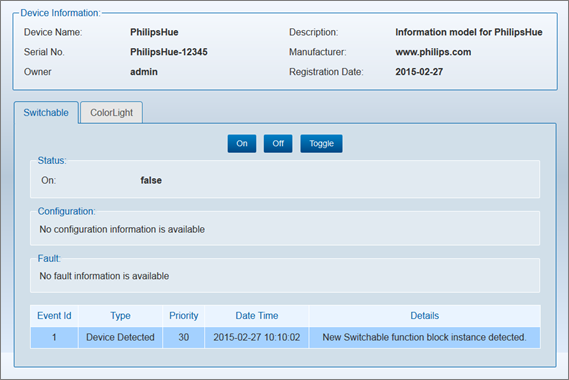 Device Information:
Device Name: PhilipsHue Description: Information model for PhilipsHue
Serial No. PhilipsHue-12345 Manufacturer: www.philips.com
Owner admin Registration Date: 2015-02-27
Switchable ColorLight
On Off Toggle
Status:
On: false
Configuration:
No configuration information is available
Fault:
No fault information is available
Event Id Type Priority Date Time Details
1 Device Detected 30 2015-02-27 10:10:02 New Switchable function block instance detected.